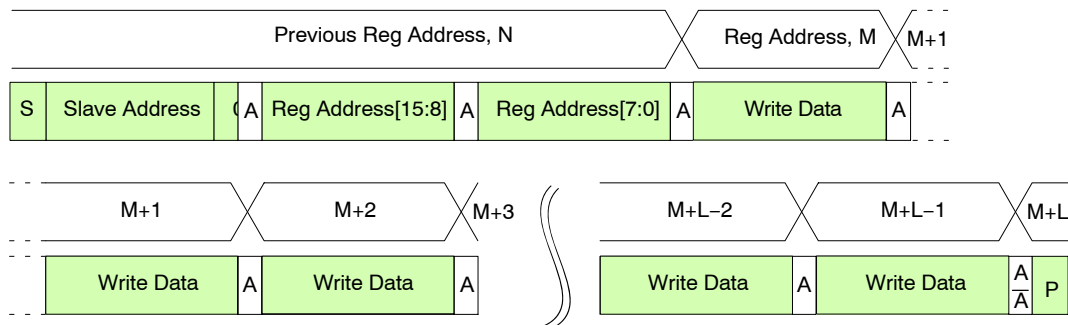 Previous Reg Address, N Reg Address, M M+1
S Slave Address 0 A Reg Address[15:8] A Reg Address[7:0] A Write Data A
M+1 M+2 M+3 M+L−2 M+L−1 M+L
Write Data A Write Data A Write Data A Write Data A
A P